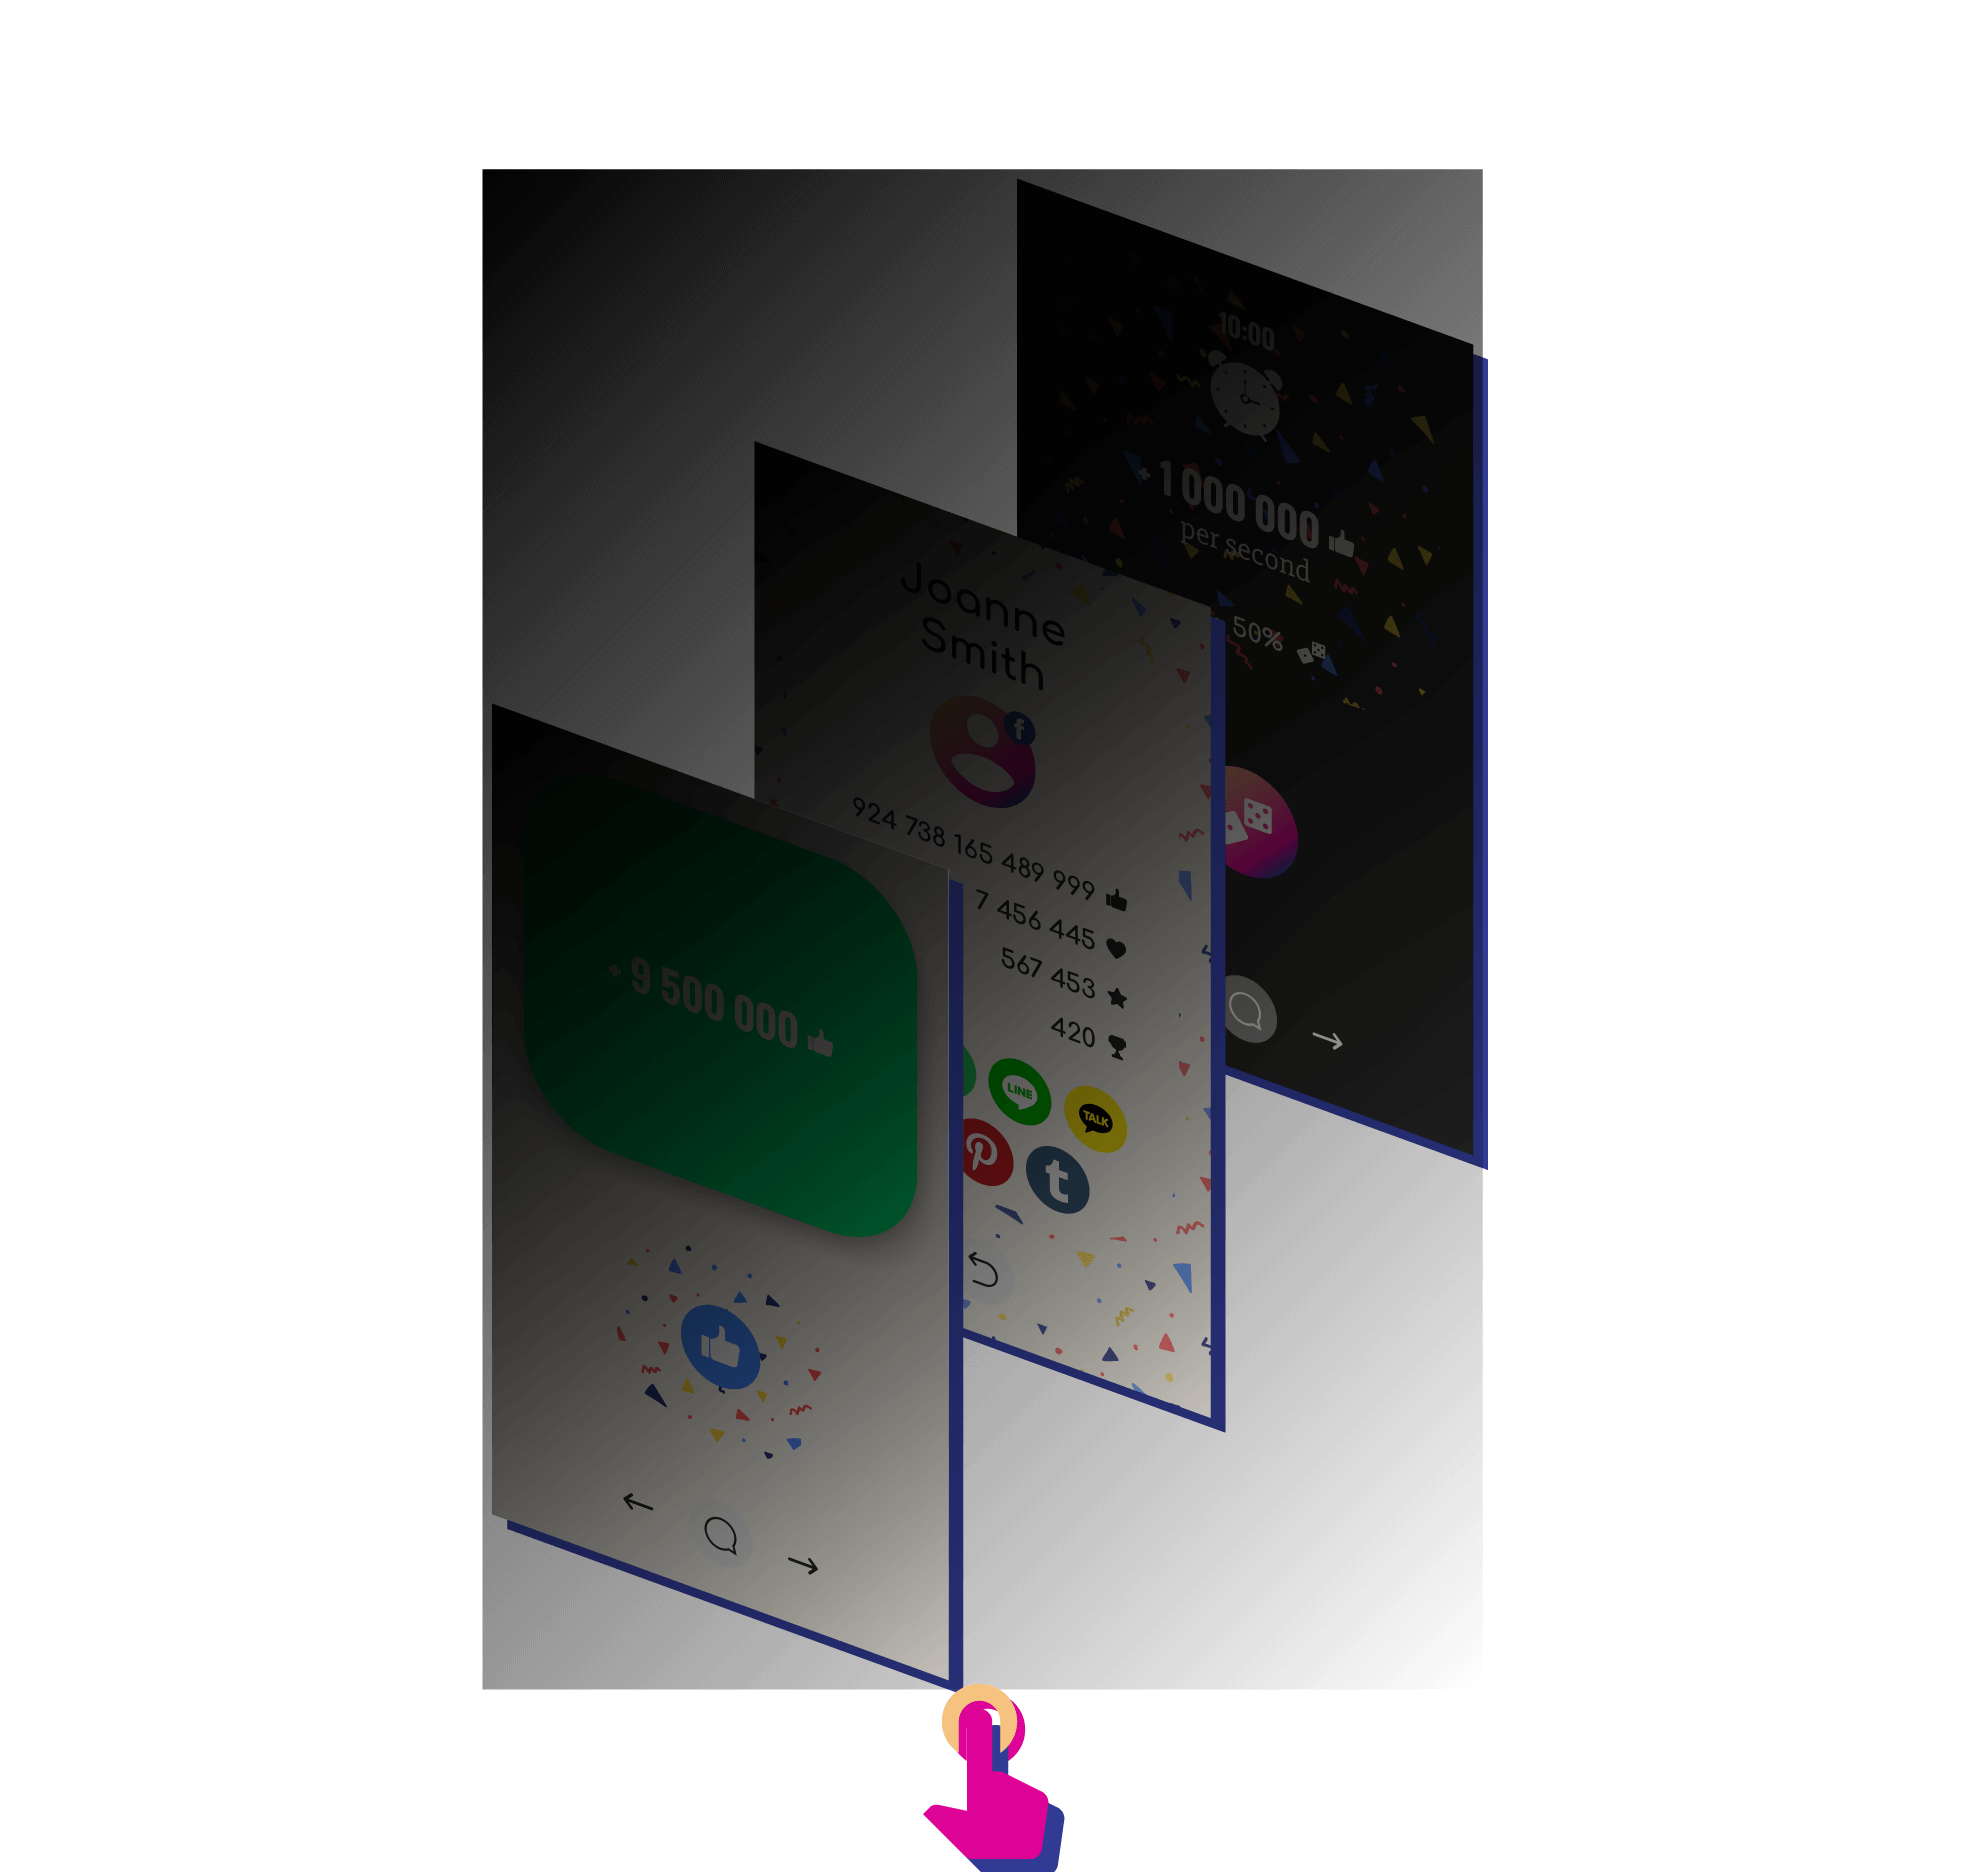 10:00
+ 1 000 000
per second
50%
Joanne
Smith
924 738 165 489 999
7 456 445
567 453
420
LINE
TALK
+ 9 500 000